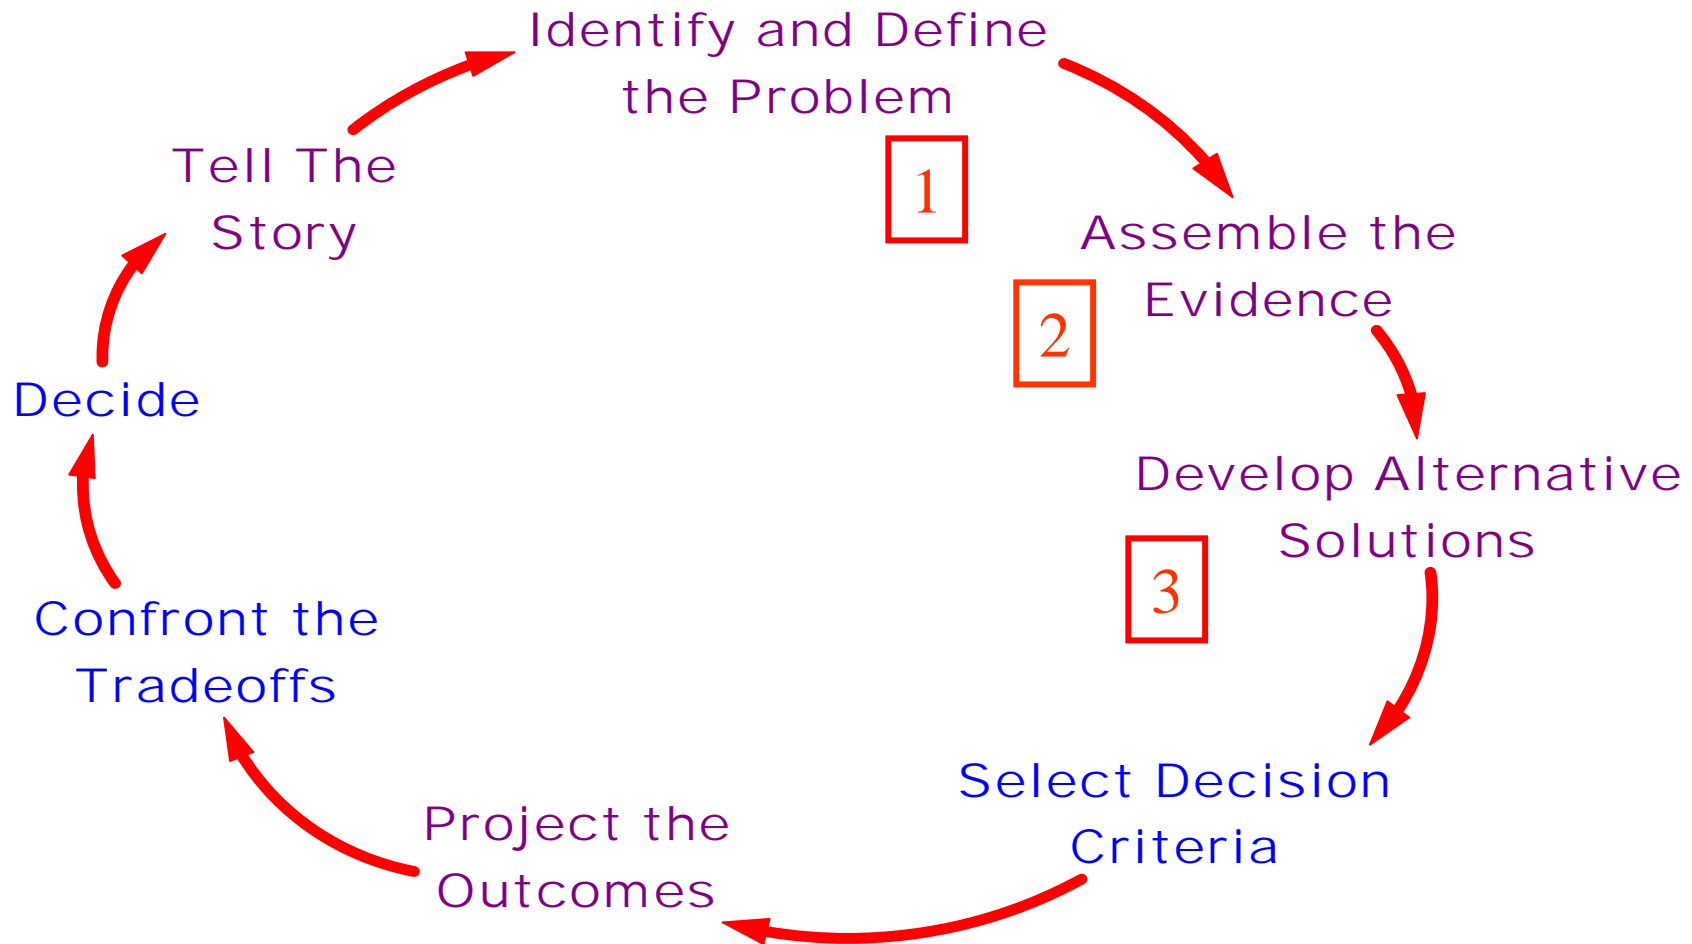 Identify and Define
the Problem
1
Assemble the
Evidence
2
Develop Alternative
Solutions
3
Select Decision
Criteria
Project the
Outcomes
Confront the
Tradeoffs
Decide
Tell The
Story